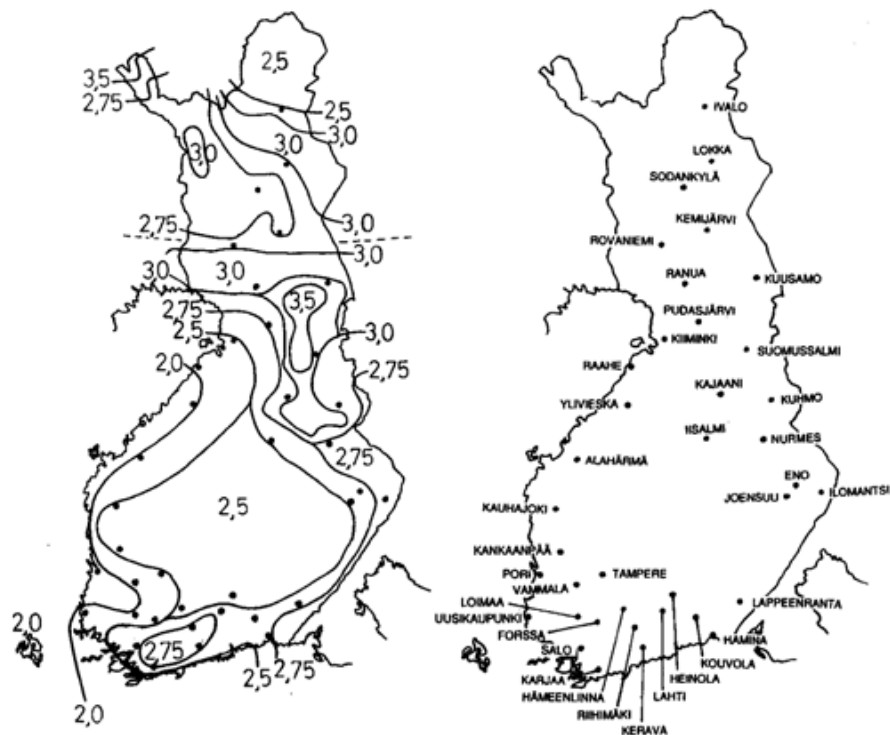 2,5
3,5
2,75
2,5
3,0
3,0
3,0
2,75
3,0
3,0
3,0
3,0
2,75
3,5
2,5
3,0
2,0
2,75
2,75
2,5
2,0
2,75
2,5
2,75
2,0
IVALO
LOKKA
SODANKYLÄ
KEMIJÄRVI
ROVANIEMI
RANUA
KUUSAMO
PUDASJÄRVI
KIIMINKI
SUOMUSSALMI
RAAHE
KAJAANI
YLIVIESKA
KUHMO
IISALMI
NURMES
ALAHÄRMÄ
ENO
JOENSUU
ILOMANTSI
KAUHAJOKI
KANKAANPÄÄ
PORI
TAMPERE
VAMMALA
LOIMAA
LAPPEENRANTA
UUSIKAUPUNKI
FORSSA
HAMINA
SALO
KOUVOLA
KARJAA
HEINOLA
HÄMEENLINNA
LAHTI
RIIHIMÄKI
KERAVA